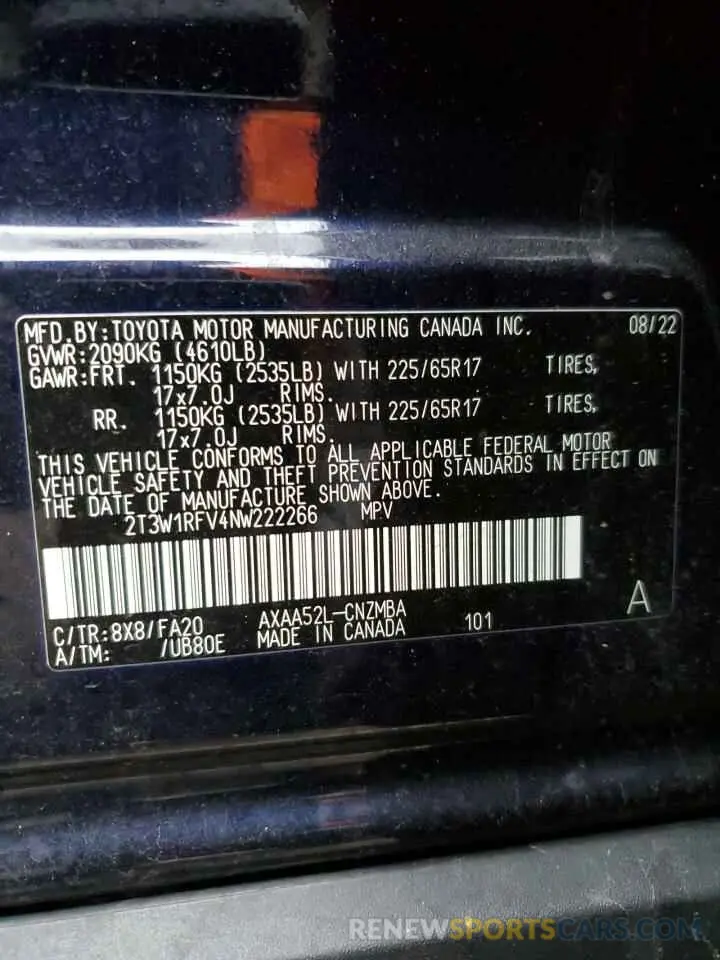 MFD.BY:TOYOTA MOTOR MANUFACTURING CANADA INC. 08/22
GVWR:2090KG (4610LB)
GAWR:FRT. 1150KG (2535LB) WITH 225/65R17 TIRES,
17x7.0J RIMS.
RR. 1150KG (2535LB) WITH 225/65R17 TIRES,
17x7.0J RIMS.
THIS VEHICLE CONFORMS TO ALL APPLICABLE FEDERAL MOTOR
VEHICLE SAFETY AND THEFT PREVENTION STANDARDS IN EFFECT ON
THE DATE OF MANUFACTURE SHOWN ABOVE.
2T3W1RFV4NW222266 MPV
C/TR:8X8/FA20 AXAA52L-CNZMBA 101 A
A/TM: /UB80E MADE IN CANADA
RENEWSPORTSCARS.COM